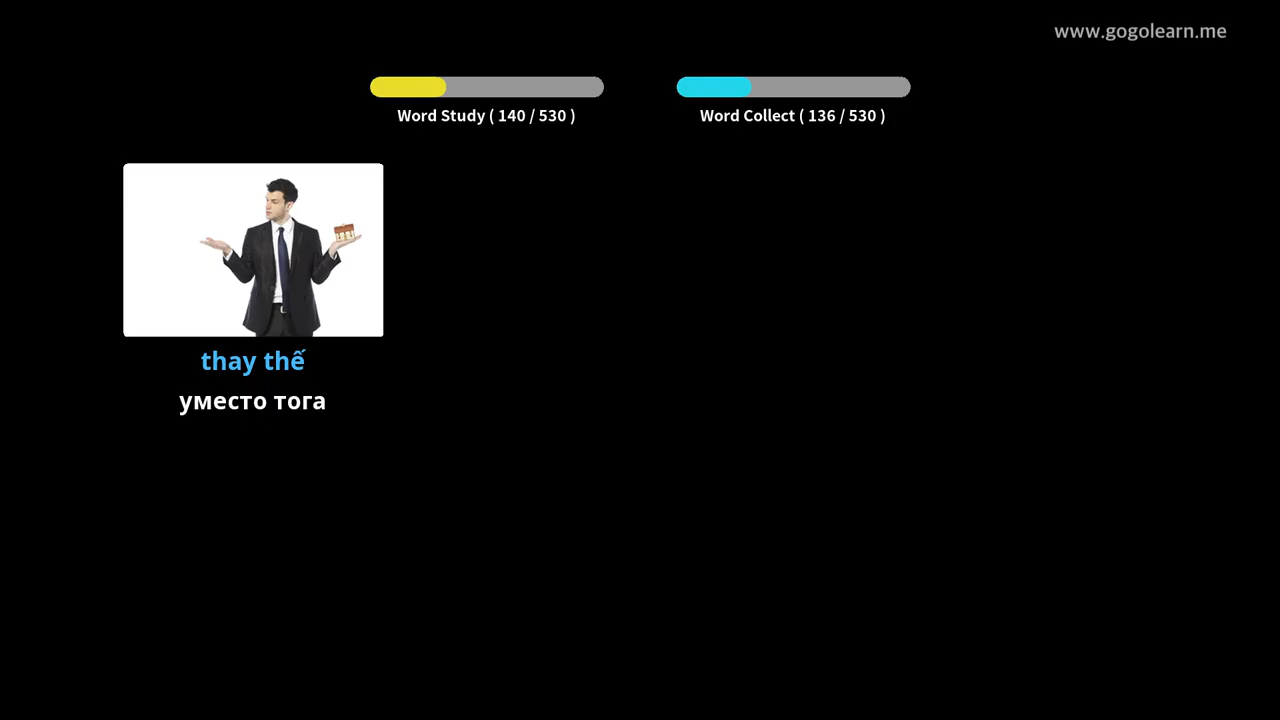 www.gogolearn.me
Word Study ( 140 / 530 )
Word Collect ( 136 / 530 )
thay thế
уместо тога